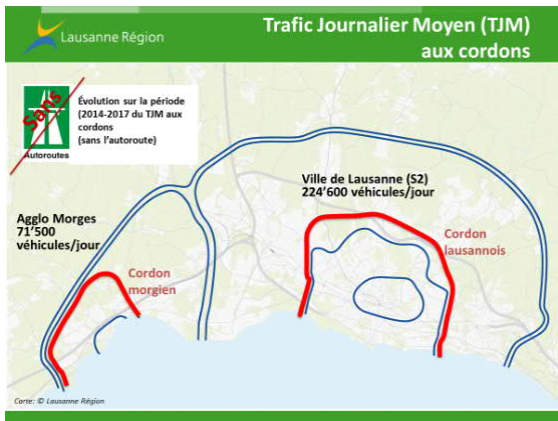 Lausanne Région
Trafic Journalier Moyen (TJM)
aux cordons
Sans
Autoroutes
Évolution sur la période
(2014-2017 du TJM aux
cordons
(sans l'autoroute)
Ville de Lausanne (S2)
224'600 véhicules/jour
Agglo Morges
71'500
véhicules/jour
Cordon
lausannois
Cordon
morgien
Carte: © Lausanne Région